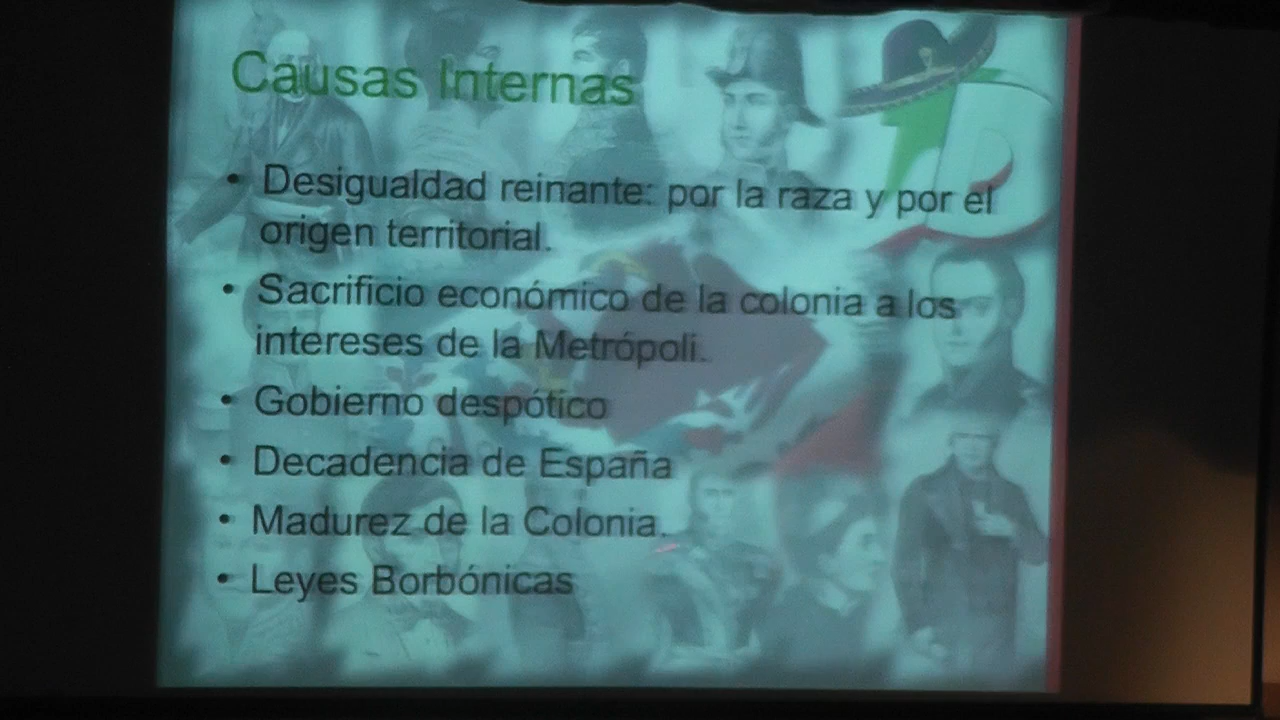 Causas Internas
• Desigualdad reinante: por la raza y por el
origen territorial.
• Sacrificio económico de la colonia a los
intereses de la Metrópoli.
• Gobierno despótico
• Decadencia de España
• Madurez de la Colonia.
• Leyes Borbónicas